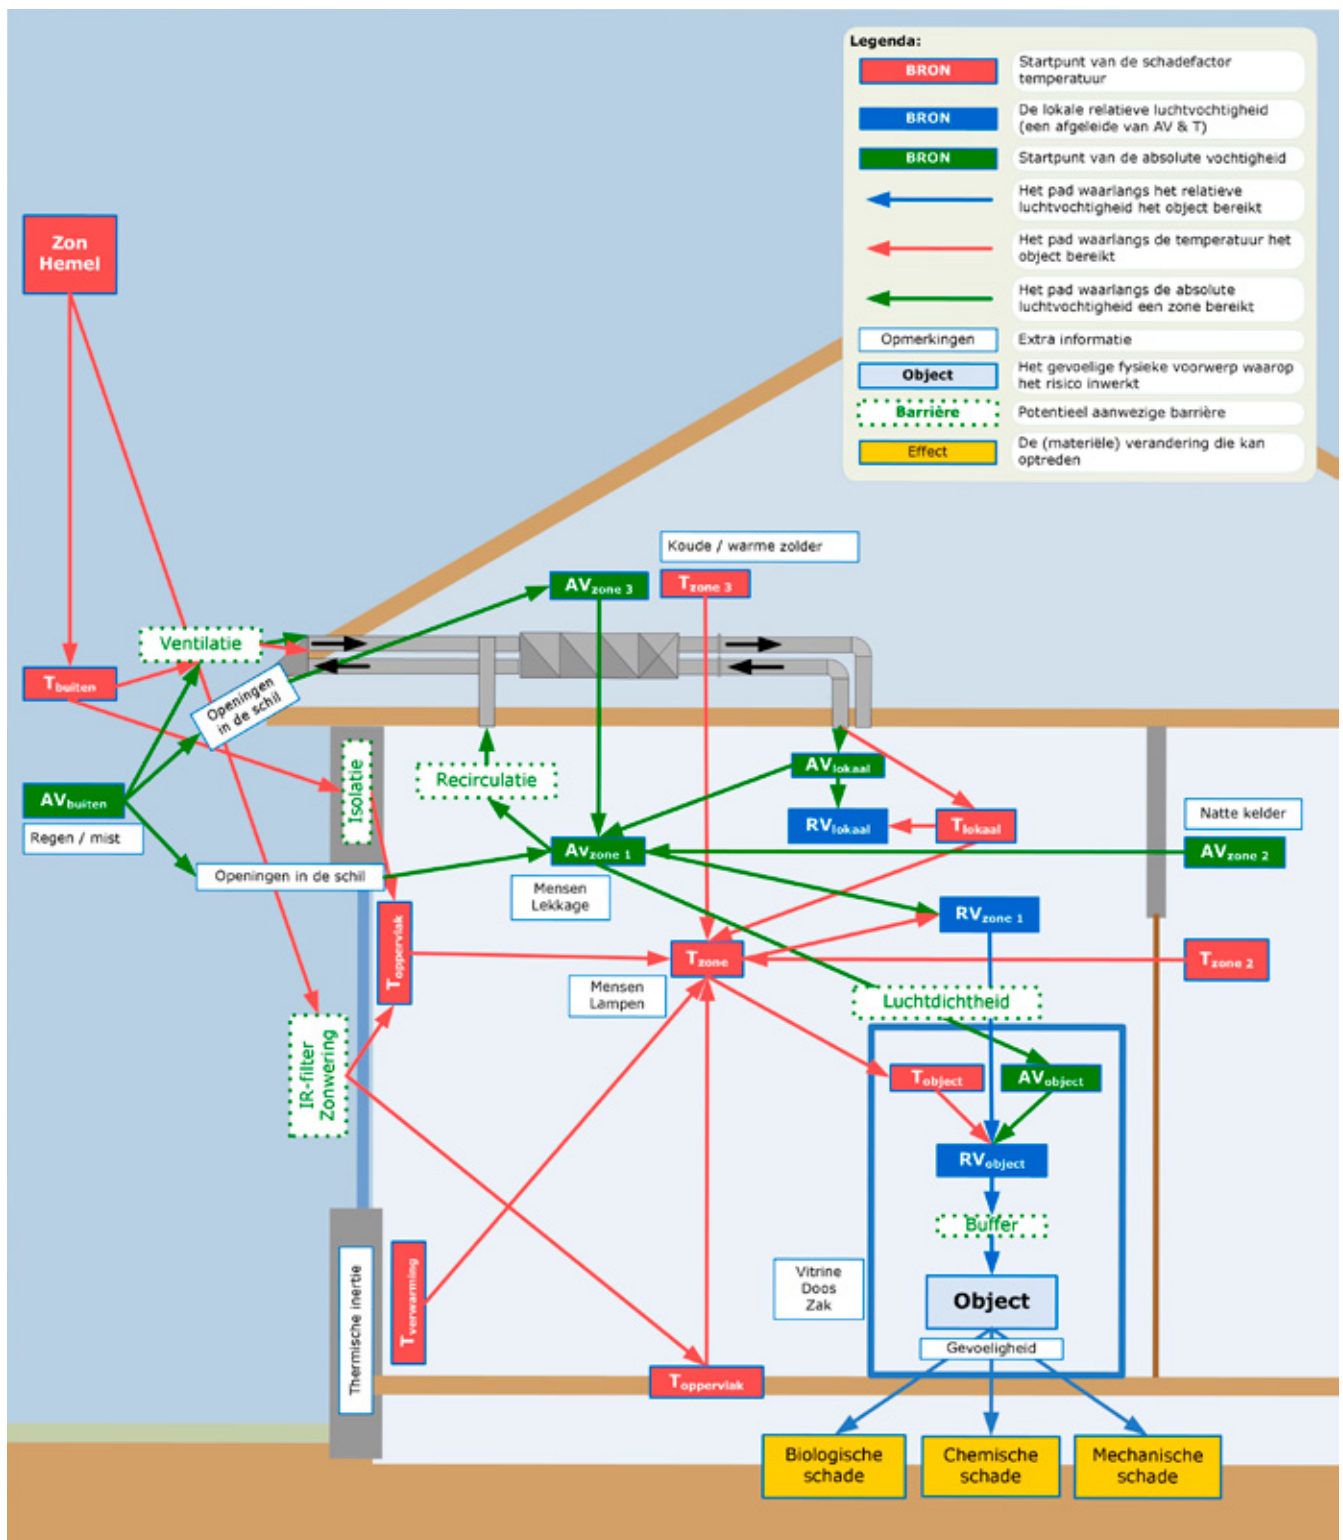 Legenda:
BRON
Startpunt van de schadefactor
temperatuur
BRON
De lokale relatieve luchtvochtigheid
(een afgeleide van AV & T)
BRON
Startpunt van de absolute vochtigheid
Het pad waarlangs het relatieve
luchtvochtigheid het object bereikt
Het pad waarlangs de temperatuur het
object bereikt
Het pad waarlangs de absolute
luchtvochtigheid een zone bereikt
Opmerkingen
Extra informatie
Object
Het gevoelige fysieke voorwerp waarop
het risico inwerkt
Barrière
Potentieel aanwezige barrière
Effect
De (materiële) verandering die kan
optreden
Zon
Hemel
Koude / warme zolder
AVzone 3
Tzone 3
Ventilatie
Tbuiten
Openingen
in de schil
Isolatie
Recirculatie
AVlokaal
AVbuiten
Regen / mist
RVlokaal
Tlokaal
Natte kelder
Avzone 1
AVzone 2
Openingen in de schil
Mensen
Lekkage
RVzone 1
Toppervlak
Tzone
Tzone 2
Mensen
Lampen
Luchtdichtheid
IR-filter
Zonwering
Tobject
AVobject
RVobject
Buffer
Thermische inertie
Tverwarming
Vitrine
Doos
Zak
Object
Gevoeligheid
Toppervlak
Biologische
schade
Chemische
schade
Mechanische
schade